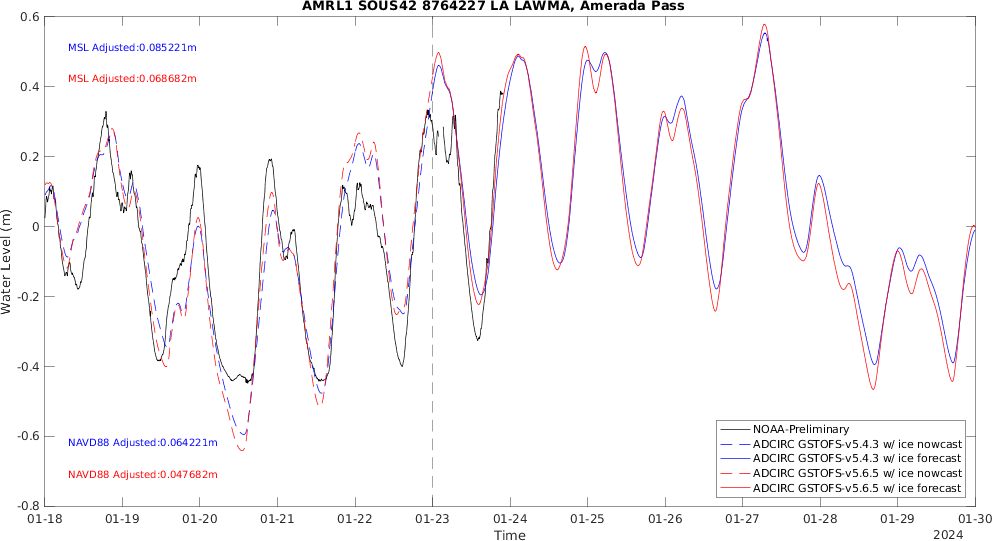 AMRL1 SOUS42 8764227 LA LAWMA, Amerada Pass
0.6
0.4
0.2
0
-0.2
-0.4
-0.6
-0.8
Water Level (m)
MSL Adjusted:0.085221m
MSL Adjusted:0.068682m
NAVD88 Adjusted:0.064221m
NAVD88 Adjusted:0.047682m
NOAA-Preliminary
ADCIRC GSTOFS-v5.4.3 w/ ice nowcast
ADCIRC GSTOFS-v5.4.3 w/ ice forecast
ADCIRC GSTOFS-v5.6.5 w/ ice nowcast
ADCIRC GSTOFS-v5.6.5 w/ ice forecast
01-18 01-19 01-20 01-21 01-22 01-23 01-24 01-25 01-26 01-27 01-28 01-29 01-30
Time
2024